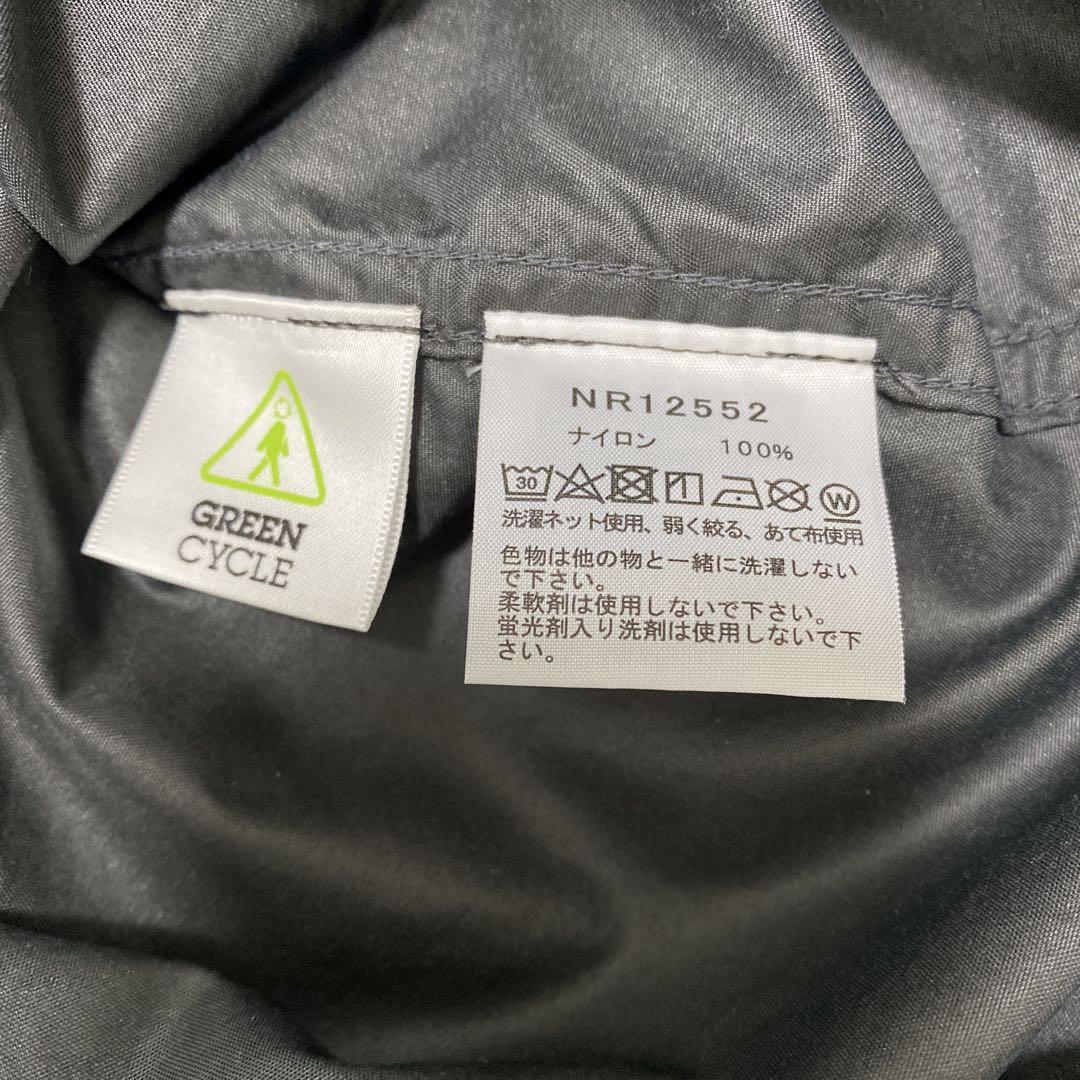 GREEN
CYCLE
NR12552
ナイロン 100%
30 W
洗濯ネット使用、弱く絞る、あて布使用
色物は他の物と一緒に洗濯しない
で下さい。
柔軟剤は使用しないで下さい。
蛍光剤入り洗剤は使用しないで下
さい。